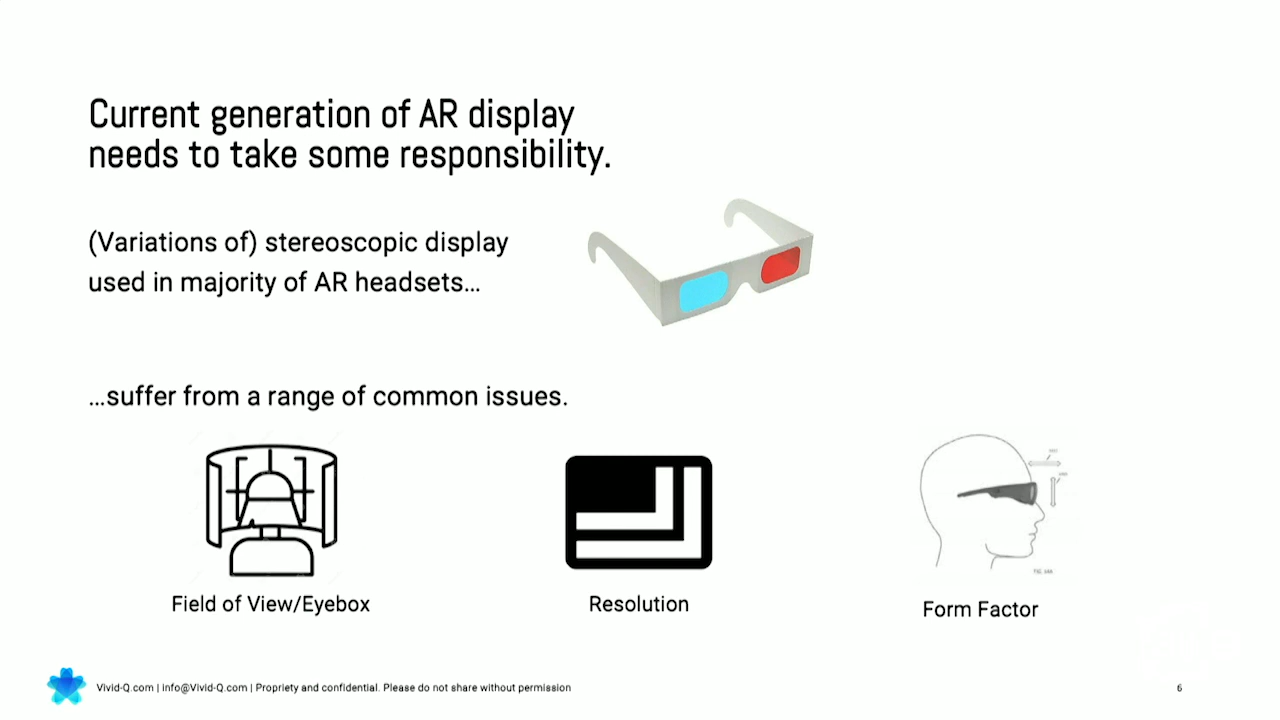 Current generation of AR display
needs to take some responsibility.
(Variations of) stereoscopic display
used in majority of AR headsets…
…suffer from a range of common issues.
Field of View/Eyebox
Resolution
Form Factor
Vivid-Q.com | info@Vivid-Q.com | Propriety and confidential. Please do not share without permission
6